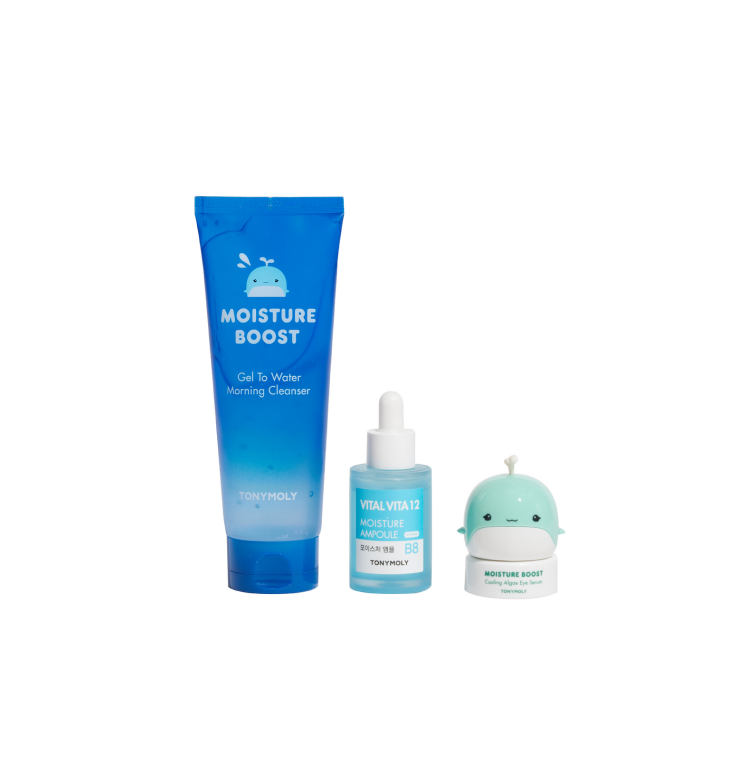 MOISTURE
BOOST
Gel To Water
Morning Cleanser
TONYMOLY
VITAL VITA 12
MOISTURE
AMPOULE
모이스처 앰플
B8
TONYMOLY
MOISTURE BOOST
Cooling Algae Eye Serum
TONYMOLY